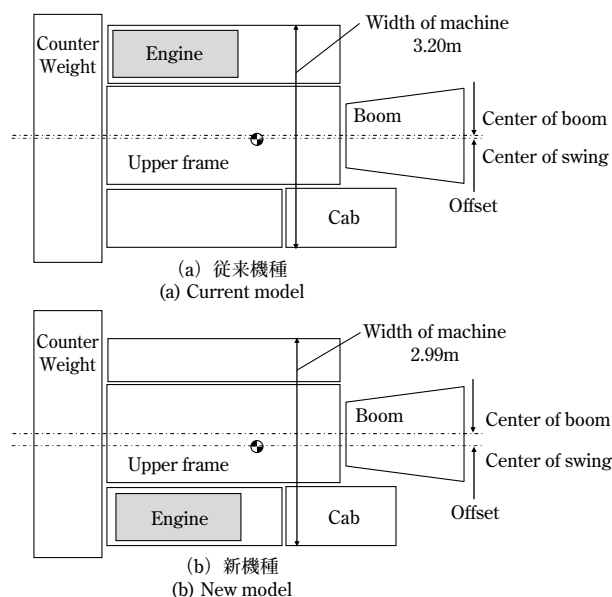 Counter
Weight
Engine
Width of machine
3.20m
Boom
Center of boom
Center of swing
Upper frame
Offset
Cab
(a) 従来機種
(a) Current model
Counter
Weight
Width of machine
2.99m
Boom
Center of boom
Center of swing
Upper frame
Offset
Engine
Cab
(b) 新機種
(b) New model